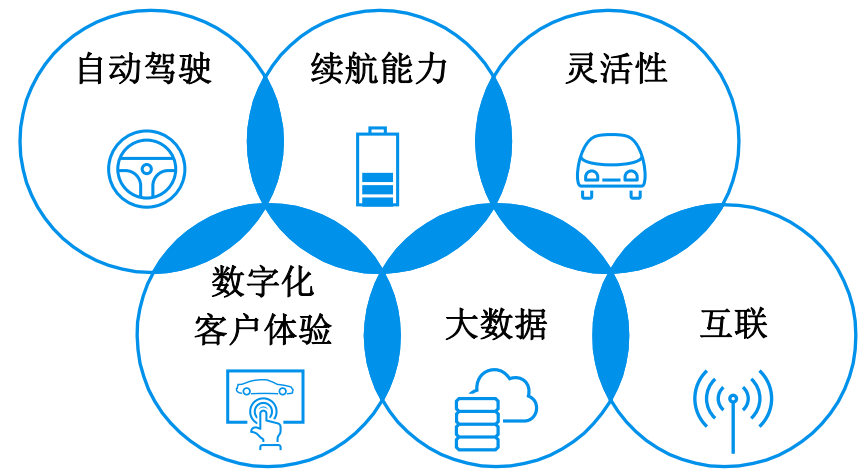 自动驾驶
续航能力
灵活性
数字化
客户体验
大数据
互联